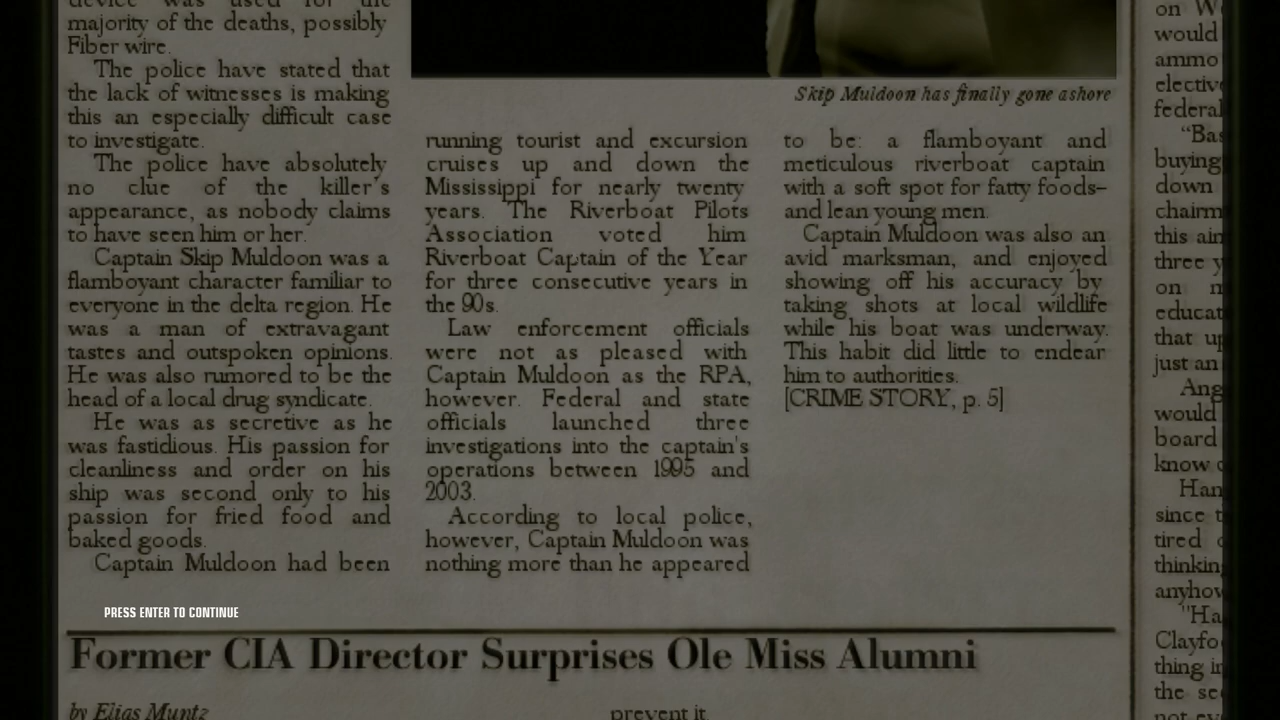 device was used for the
majority of the deaths, possibly
Fiber wire.
The police have stated that
the lack of witnesses is making
this an especially difficult case
to investigate.
The police have absolutely
no clue of the killer's
appearance, as nobody claims
to have seen him or her.
Captain Skip Muldoon was a
flamboyant character familiar to
everyone in the delta region. He
was a man of extravagant
tastes and outspoken opinions.
He was also rumored to be the
head of a local drug syndicate.
He was as secretive as he
was fastidious. His passion for
cleanliness and order on his
ship was second only to his
passion for fried food and
baked goods.
Captain Muldoon had been
Skip Muldoon has finally gone ashore
running tourist and excursion
cruises up and down the
Mississippi for nearly twenty
years. The Riverboat Pilots
Association voted him
Riverboat Captain of the Year
for three consecutive years in
the 90s.
Law enforcement officials
were not as pleased with
Captain Muldoon as the RPA,
however. Federal and state
officials launched three
investigations into the captain's
operations between 1995 and
2003.
According to local police,
however, Captain Muldoon was
nothing more than he appeared
to be: a flamboyant and
meticulous riverboat captain
with a soft spot for fatty foods–
and lean young men.
Captain Muldoon was also an
avid marksman, and enjoyed
showing off his accuracy by
taking shots at local wildlife
while his boat was underway.
This habit did little to endear
him to authorities.
[CRIME STORY, p. 5]
on
would
ammo
elective
federal
"Bas
buying
down
chairm
this aim
three y
on
educat
that up
just an
Ang
would
board
know
Han
since
tired
thinking
anyhow
"Ha
Clayfo
thing in
the
not
PRESS ENTER TO CONTINUE
Former CIA Director Surprises Ole Miss Alumni
by Elias Muntz
prevent it.